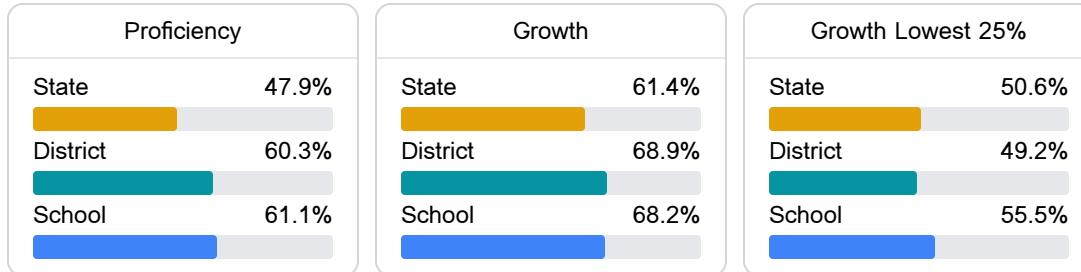 Proficiency
State 47.9%
District 60.3%
School 61.1%
Growth
State 61.4%
District 68.9%
School 68.2%
Growth Lowest 25%
State 50.6%
District 49.2%
School 55.5%